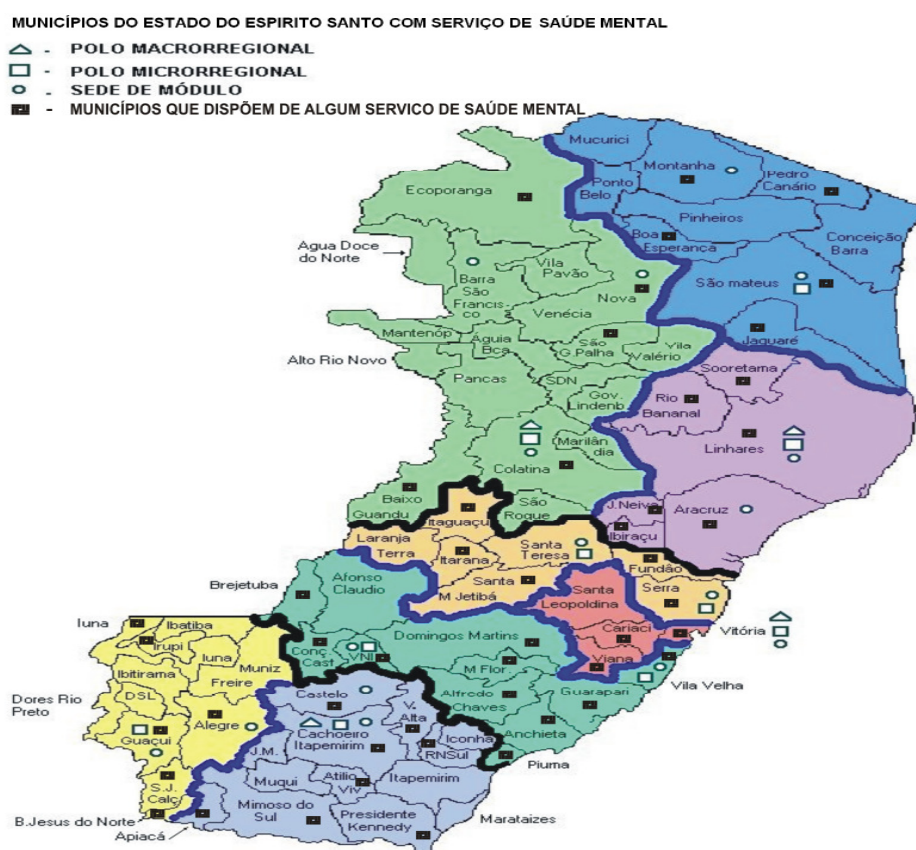 MUNICÍPIOS DO ESTADO DO ESPIRITO SANTO COM SERVIÇO DE SAÚDE MENTAL
- POLO MACRORREGIONAL
- POLO MICRORREGIONAL
- SEDE DE MÓDULO
- MUNICÍPIOS QUE DISPÕEM DE ALGUM SERVICO DE SAÚDE MENTAL
Mucurici
Montanha
Pedro
Canário
Ecoporanga
Ponto
Belo
Pinheiros
Boa
Esperança
Conceição
Barra
Agua Doce
do Norte
Vila
Pavão
Barra
São
Francis-
co
Nova
Venécia
São mateus
Jaguaré
Mantenóp
Águia
Bca
São
G.Palha
Vila
Valério
Alto Rio Novo
Pancas
SDN
Gov.
Lindenb.
Sooretama
Rio
Bananal
Linhares
Marilân
dia
Colatina
Baixo
Guandu
São
Roque
Itaguaçu
J.Neiva
Ibiraçu
Aracruz
Laranja
Terra
Itarana
Santa
Teresa
Fundão
Santa
M Jetibá
Serra
Brejetuba
Afonso
Claudio
Santa
Leopoldina
Cariaci
Viana
Vitória
Iuna
Ibatiba
Irupi
Iuna
Muniz
Freire
Ibitirama
Conç.
Cast
VNI
Domingos Martins
M Flor
Alfredo
Chaves
Guarapari
Anchieta
Vila Velha
Dores Rio
Preto
DSL
Guaçui
Alegre
Castelo
V.
Alta
Cachoeiro
Itapemirim
Iconha
RNSul
Piuma
J.M.
S.J.
Calç
Muqui
Atilio
Viv
Itapemirim
B.Jesus do Norte
Apiacá
Mimoso do
Sul
Presidente
Kennedy
Marataizes